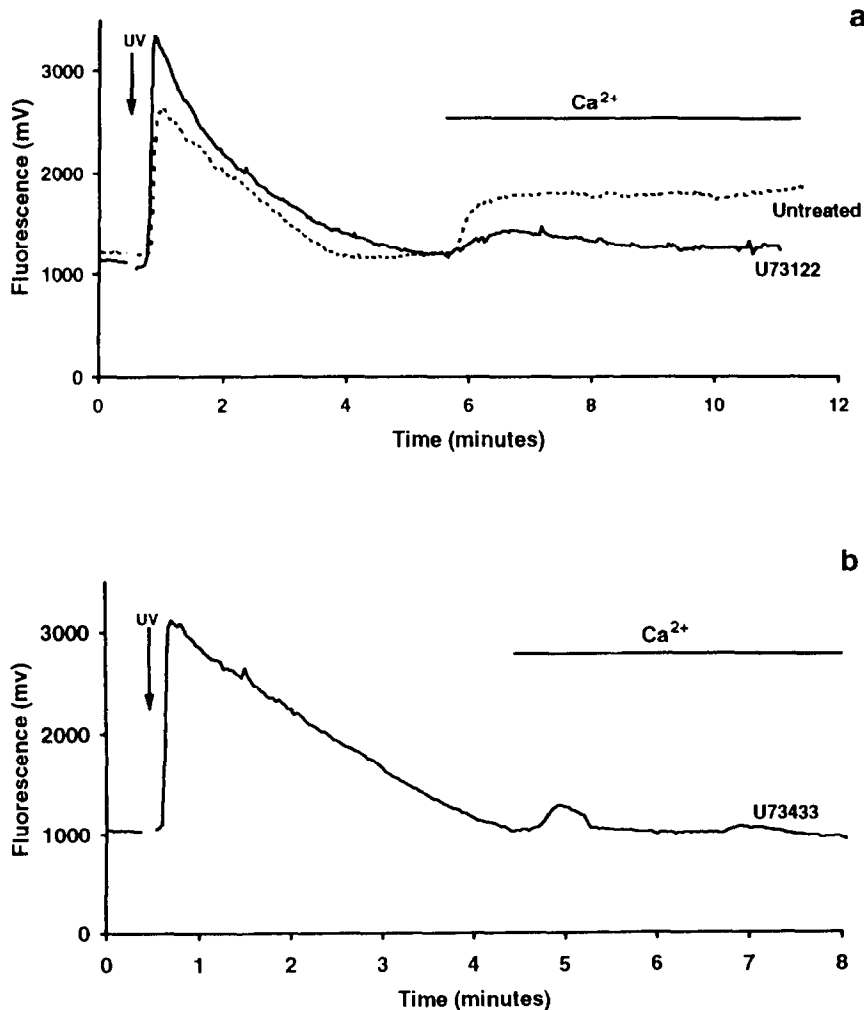 a
UV
Ca2+
Fluorescence (mV)
3000
2000
1000
0
Untreated
U73122
0 2 4 6 8 10 12
Time (minutes)
b
UV
Ca2+
Fluorescence (mv)
3000
2000
1000
0
U73433
1 2 3 4 5 6 7 8
Time (minutes)